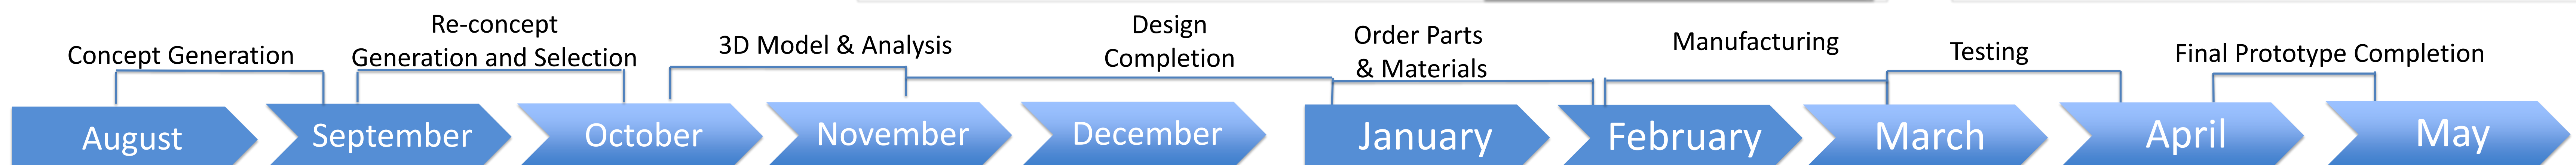 Concept Generation
Re-concept
Generation and Selection
3D Model & Analysis
Design
Completion
Order Parts
& Materials
Manufacturing
Testing
Final Prototype Completion
August
September
October
November
December
January
February
March
April
May